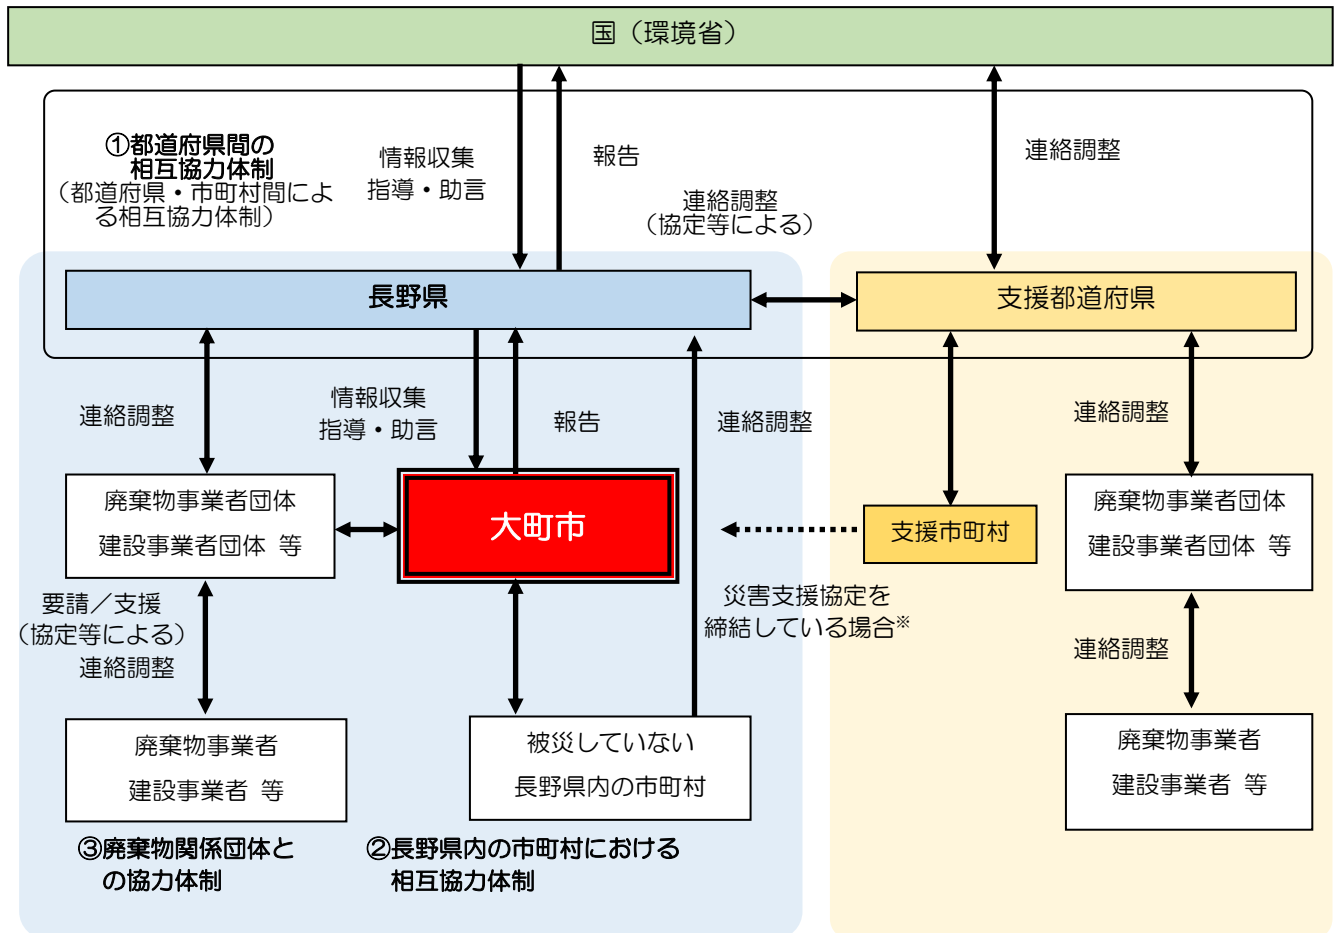 国（環境省）
①都道府県間の
相互協力体制
（都道府県・市町村間によ
る相互協力体制）
情報収集
指導・助言
報告
連絡調整
（協定等による）
連絡調整
長野県
支援都道府県
連絡調整
情報収集
指導・助言
報告
連絡調整
連絡調整
廃棄物事業者団体
建設事業者団体 等
大町市
支援市町村
廃棄物事業者団体
建設事業者団体 等
要請／支援
（協定等による）
連絡調整
災害支援協定を
締結している場合※
連絡調整
廃棄物事業者
建設事業者 等
被災していない
長野県内の市町村
廃棄物事業者
建設事業者 等
③廃棄物関係団体と
の協力体制
②長野県内の市町村における
相互協力体制